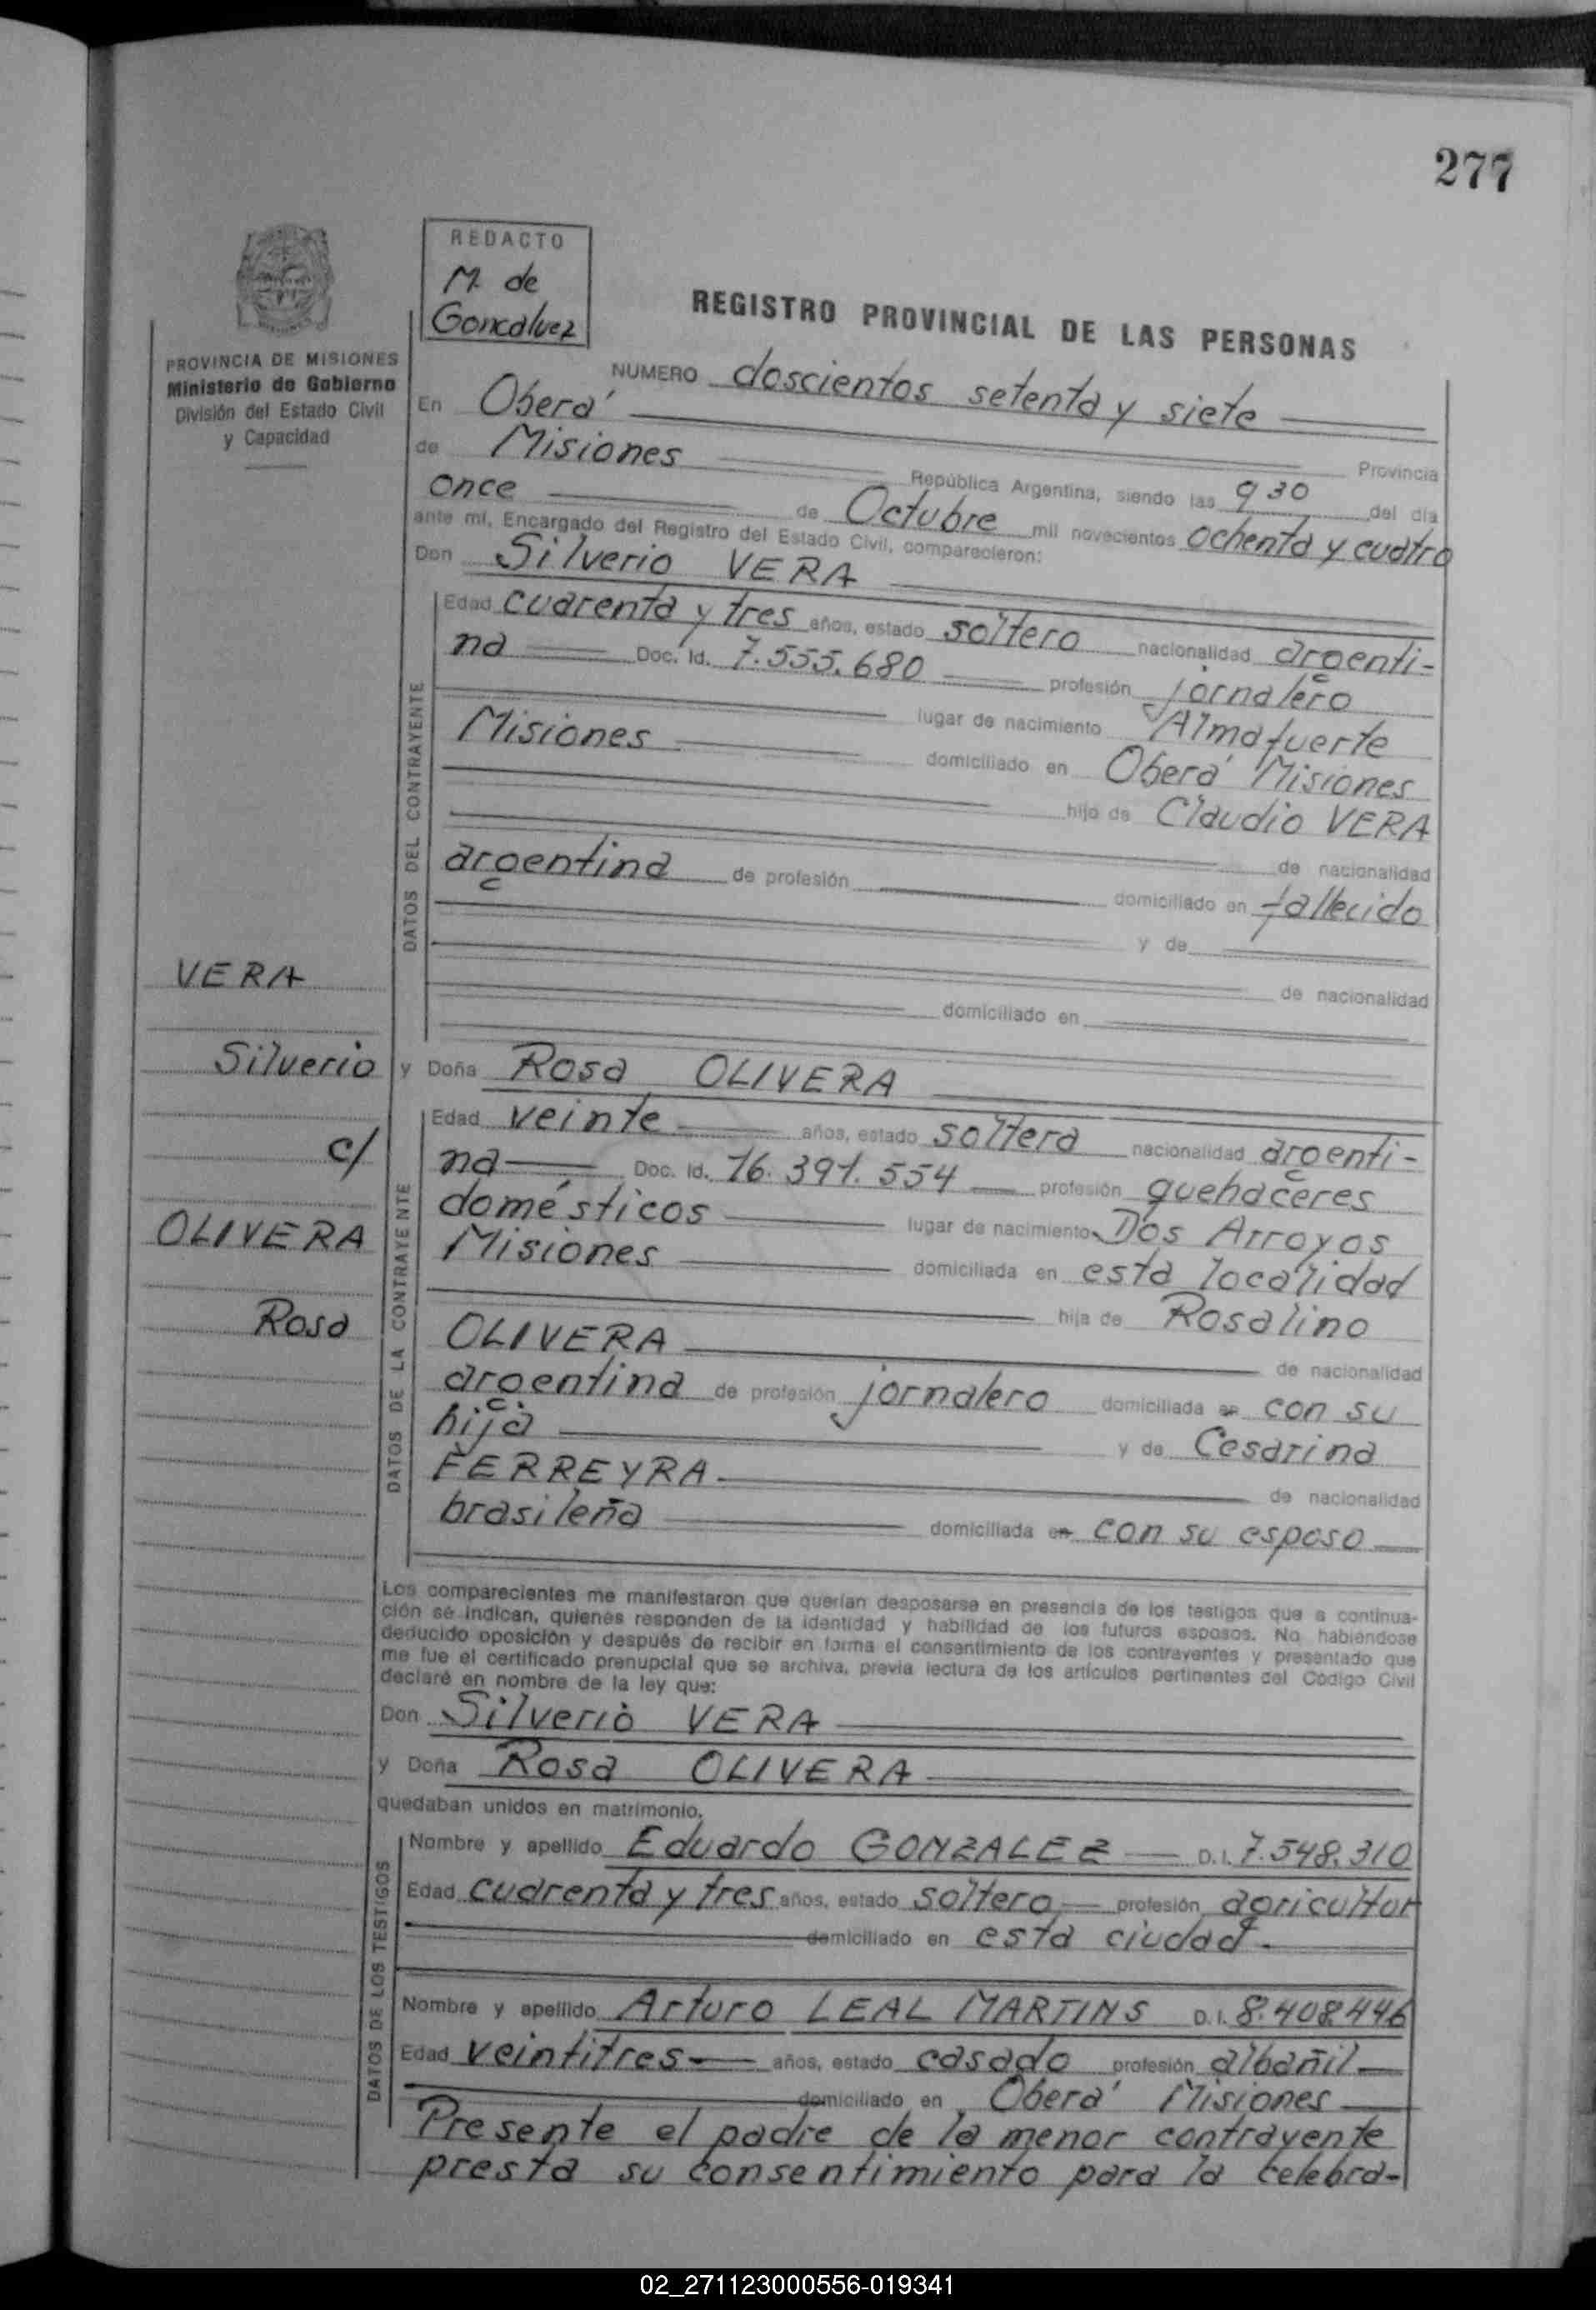 277
REDACTO
M. de
Goncalvez
REGISTRO PROVINCIAL DE LAS PERSONAS
PROVINCIA DE MISIONES
Ministerio de Gobierno
División del Estado Civil
y Capacidad
NUMERO doscientos setenta y siete
En Oberá Provincia
de Misiones República Argentina, siendo las 9 30 del día
once de Octubre mil novecientos ochenta y cuatro
ante mí, Encargado del Registro del Estado Civil, comparecieron:
Don Silverio VERA
DATOS DEL CONTRAYENTE
Edad cuarenta y tres años, estado soltero nacionalidad argenti-
na Doc. Id. 7.555.680 profesión jornalero
lugar de nacimiento Almafuerte
Misiones domiciliado en Oberá Misiones
hijo de Claudio VERA
de nacionalidad
argentina de profesión domiciliado en fallecido
y de
de nacionalidad
domiciliado en
y Doña Rosa OLIVERA
DATOS DE LA CONTRAYENTE
Edad veinte años, estado soltera nacionalidad argenti-
na Doc. Id. 16.391.554 profesión quehaceres
domésticos lugar de nacimiento Dos Arroyos
Misiones domiciliada en esta localidad
hija de Rosalino
OLIVERA de nacionalidad
argentina de profesión jornalero domiciliada en con su
hija y de Cesarina
FERREYRA de nacionalidad
brasileña domiciliada en con su esposo
VERA
Silverio
c/
OLIVERA
Rosa
Los comparecientes me manifestaron que querían desposarse en presencia de los testigos que a continua-
ción se indican, quienes responden de la identidad y habilidad de los futuros esposos. No habiéndose
deducido oposición y después de recibir en forma el consentimiento de los contraventes y presentado que
me fue el certificado prenupcial que se archiva, previa lectura de los artículos pertinentes del Código Civil
declaré en nombre de la ley que:
Don Silverio VERA
y Doña Rosa OLIVERA
quedaban unidos en matrimonio.
DATOS DE LOS TESTIGOS
Nombre y apellido Eduardo GONZALEZ D.I. 7.548.310
Edad cuarenta y tres años, estado soltero profesión agricultor
domiciliado en esta ciudad.
Nombre y apellido Arturo LEAL MARTINS D.I. 8.408.446
Edad veintitres años, estado casado profesión albañil
domiciliado en Oberá Misiones
Presente el padre de la menor contrayente
presta su consentimiento para la celebra-
02_271123000556-019341